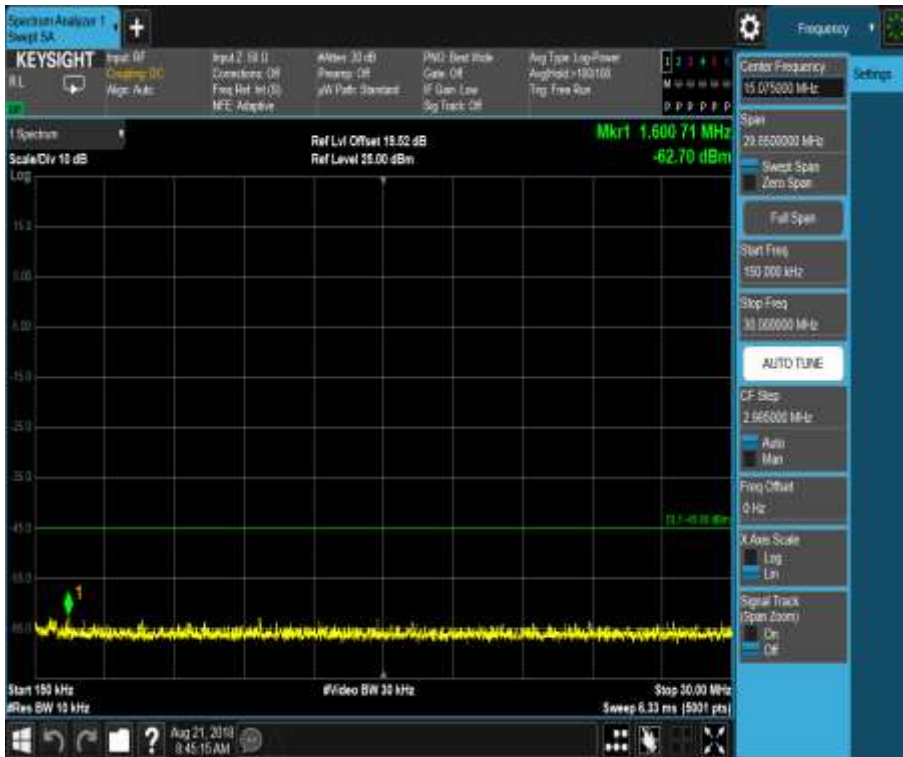 Spectrum Analyzer 1
Swept SA
+
Frequency
KEYSIGHT
Input: RF
Coupling: DC
Align: Auto
Input Z: 50 Ω
Corrections: Off
Freq Ref: Int (S)
NFE: Adaptive
#Atten: 30 dB
Preamp: Off
µW Path: Standard
PNO: Best Wide
Gate: Off
IF Gain: Low
Sig Track: Off
Avg Type: Log-Power
Avg|Hold:>100/100
Trig: Free Run
1 2 3 4 5 6
M W W W W W
P P P P P P
1 Spectrum
Scale/Div 10 dB
Log
Ref Lvl Offset 19.52 dB
Ref Level 25.00 dBm
Mkr1 1.600 71 MHz
-62.70 dBm
15.0
5.00
-5.00
-15.0
-25.0
-35.0
-45.0
-55.0
-65.0
1
Start 150 kHz
#Res BW 10 kHz
#Video BW 30 kHz
Stop 30.00 MHz
Sweep 6.33 ms (5001 pts)
Center Frequency
15.075000 MHz
Settings
Span
29.8500000 MHz
Swept Span
Zero Span
Full Span
Start Freq
150.000 kHz
Stop Freq
30.000000 MHz
AUTO TUNE
CF Step
2.985000 MHz
Auto
Man
Freq Offset
0 Hz
X Axis Scale
Log
Lin
Signal Track
(Span Zoom)
On
Off
?
Aug 21, 2018
8:45:15 AM